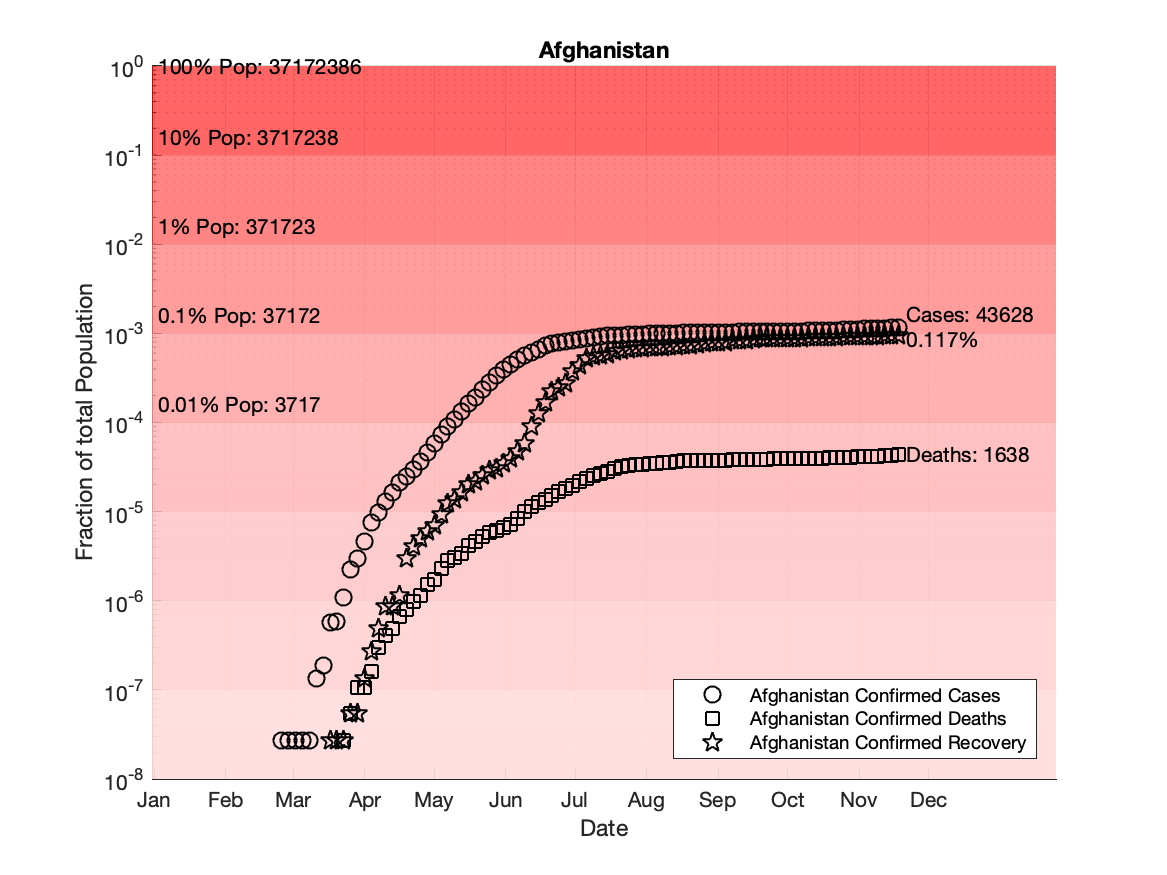 Afghanistan
10^0
100% Pop: 37172386
10% Pop: 3717238
10^-1
1% Pop: 371723
10^-2
0.1% Pop: 37172
10^-3
Cases: 43628
0.117%
0.01% Pop: 3717
10^-4
Deaths: 1638
10^-5
10^-6
10^-7
10^-8
Fraction of total Population
Afghanistan Confirmed Cases
Afghanistan Confirmed Deaths
Afghanistan Confirmed Recovery
Jan Feb Mar Apr May Jun Jul Aug Sep Oct Nov Dec
Date